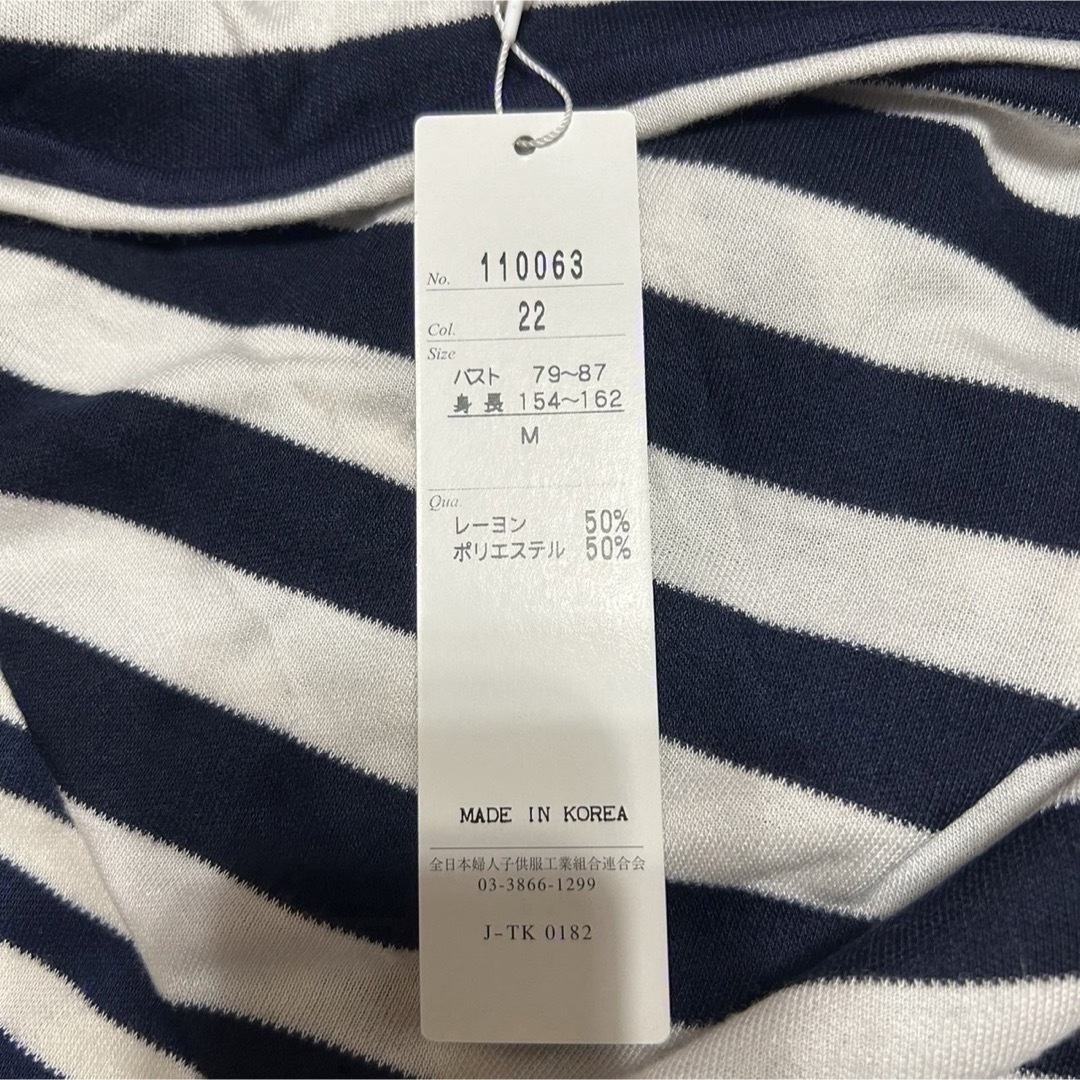 No. 110063
Col. 22
Size
バスト 79～87
身長 154～162
M
Qua.
レーヨン 50%
ポリエステル 50%
MADE IN KOREA
全日本婦人子供服工業組合連合会
03-3866-1299
J-TK 0182